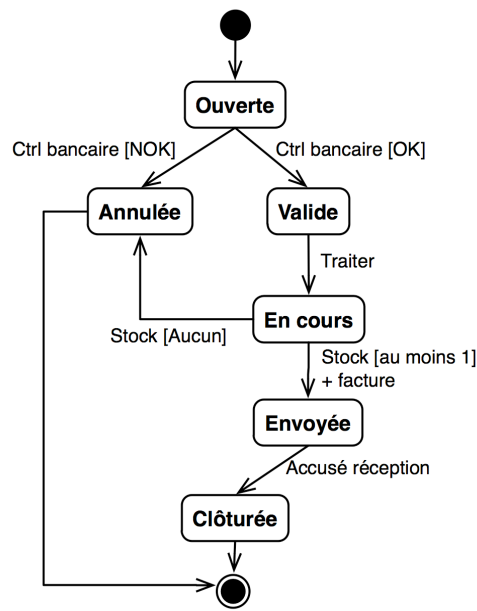 Ouverte
Ctrl bancaire [NOK]
Ctrl bancaire [OK]
Annulée
Valide
Traiter
En cours
Stock [Aucun]
Stock [au moins 1]
+ facture
Envoyée
Accusé réception
Clôturée